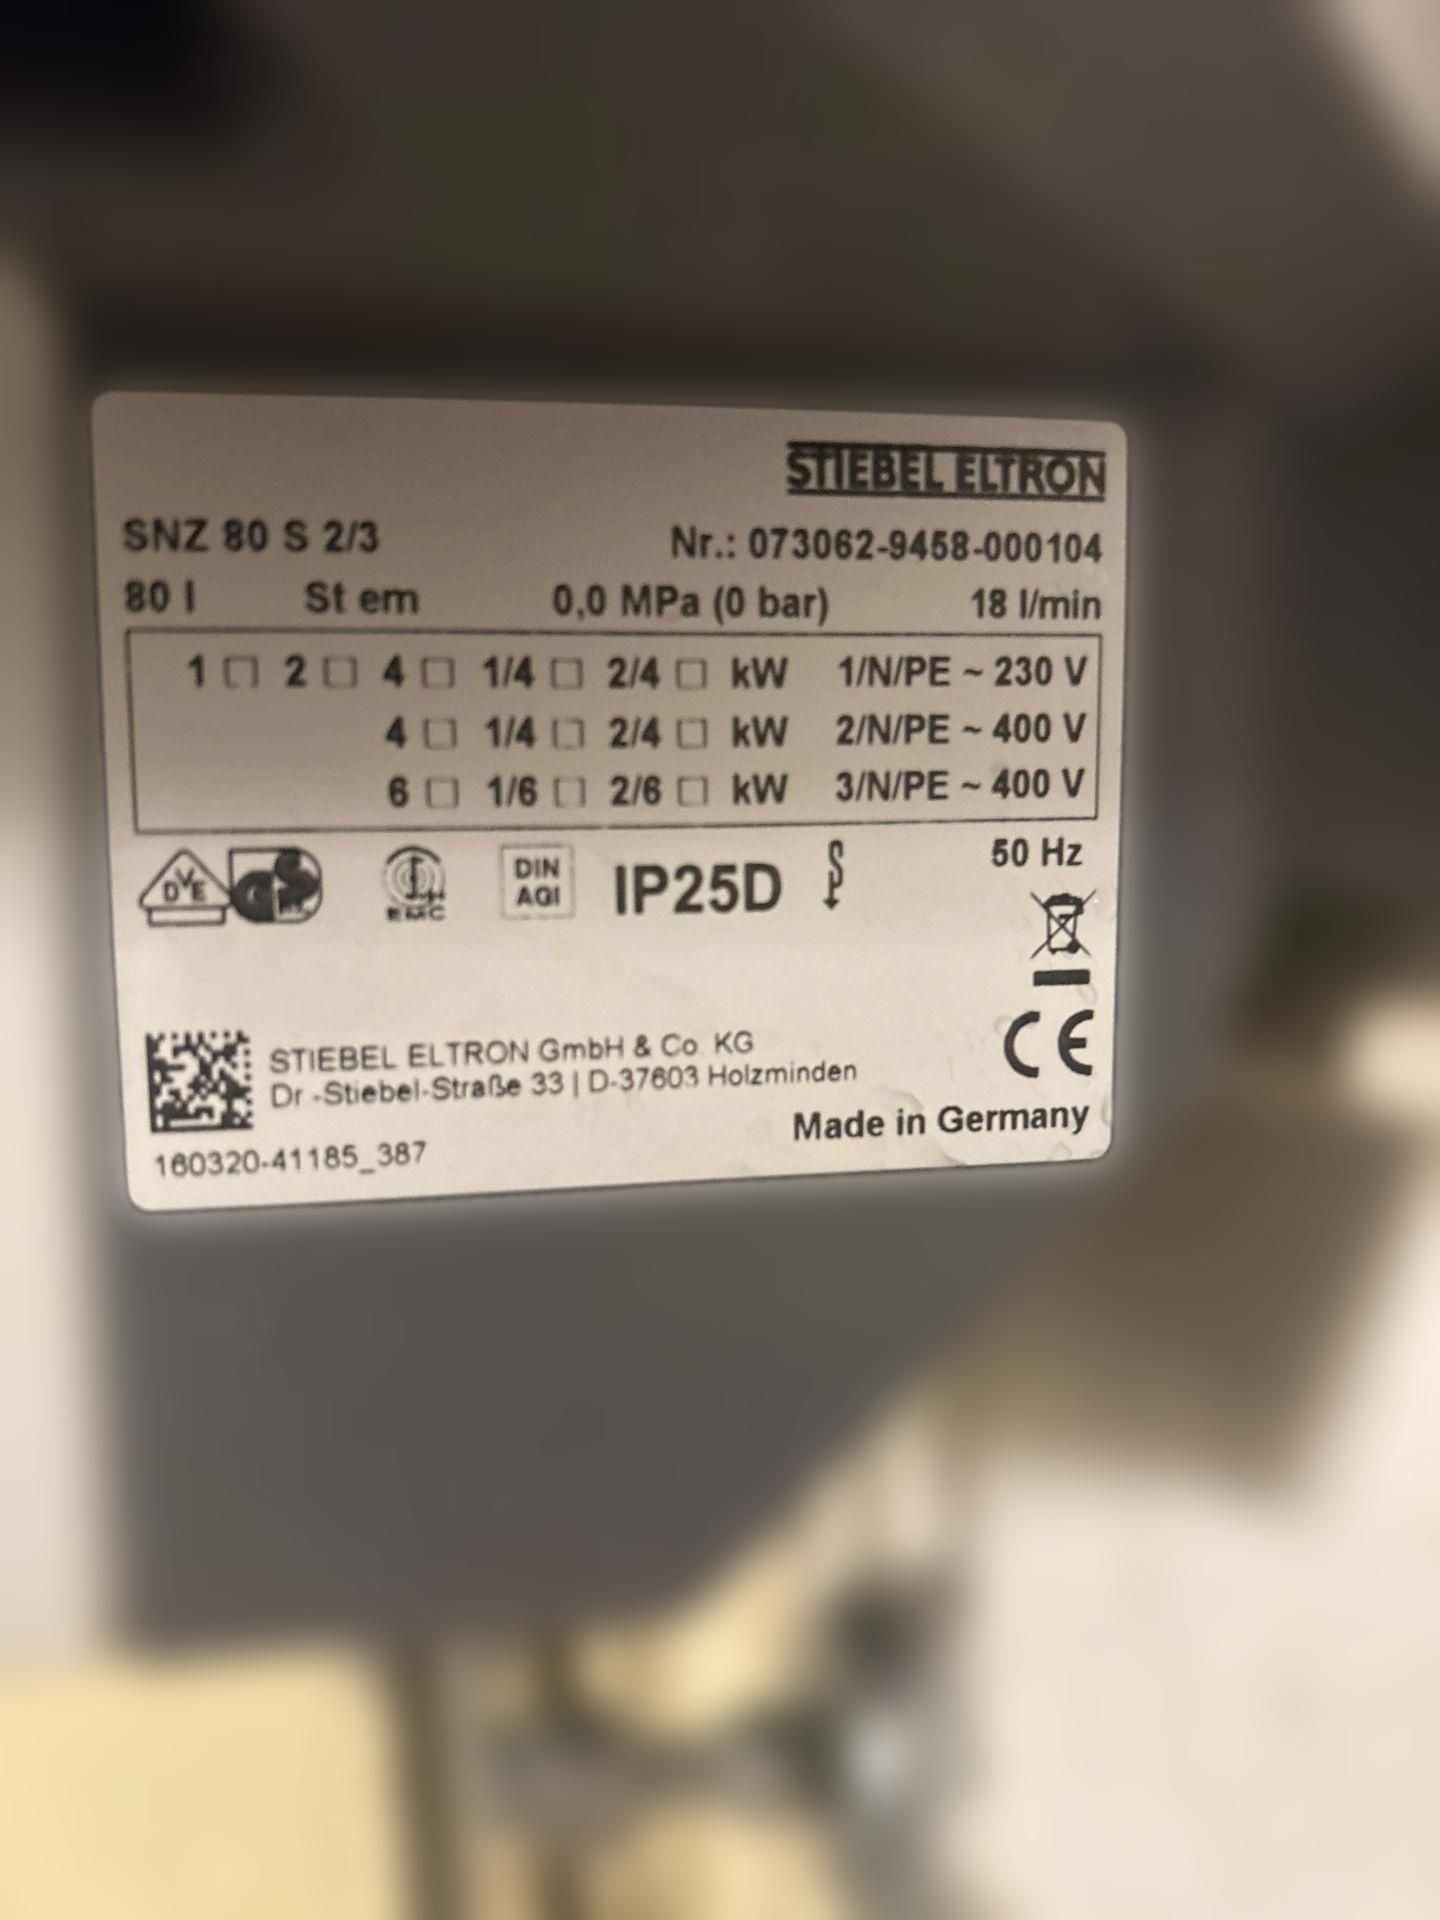 STIEBEL ELTRON
SNZ 80 S 2/3 Nr.: 073062-9458-000104
80 l St em 0,0 MPa (0 bar) 18 l/min
1 □ 2 □ 4 □ 1/4 □ 2/4 □ kW 1/N/PE ~ 230 V
4 □ 1/4 □ 2/4 □ kW 2/N/PE ~ 400 V
6 □ 1/6 □ 2/6 □ kW 3/N/PE ~ 400 V
50 Hz
DVE GS EMC DIN AGI IP25D S
CE
STIEBEL ELTRON GmbH & Co. KG
Dr.-Stiebel-Straße 33 | D-37603 Holzminden
Made in Germany
160320-41185_387